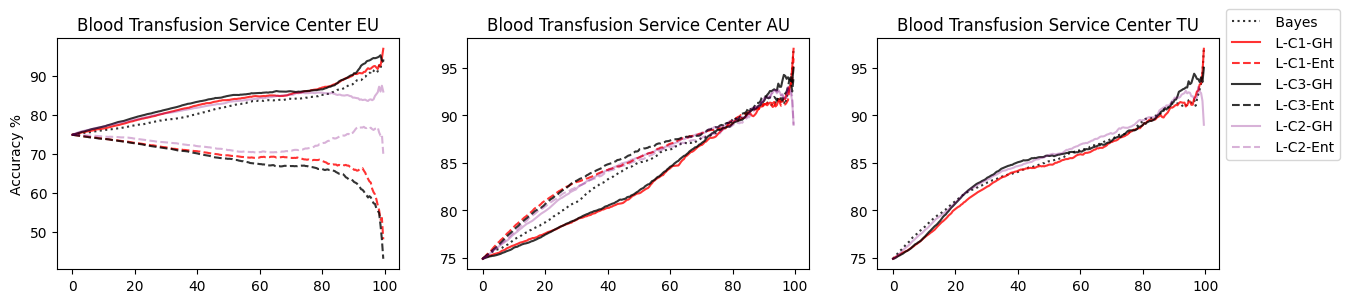 Blood Transfusion Service Center EU
Accuracy %
90
80
70
60
50
0 20 40 60 80 100
Blood Transfusion Service Center AU
95
90
85
80
75
0 20 40 60 80 100
Blood Transfusion Service Center TU
95
90
85
80
75
0 20 40 60 80 100
Bayes
L-C1-GH
L-C1-Ent
L-C3-GH
L-C3-Ent
L-C2-GH
L-C2-Ent